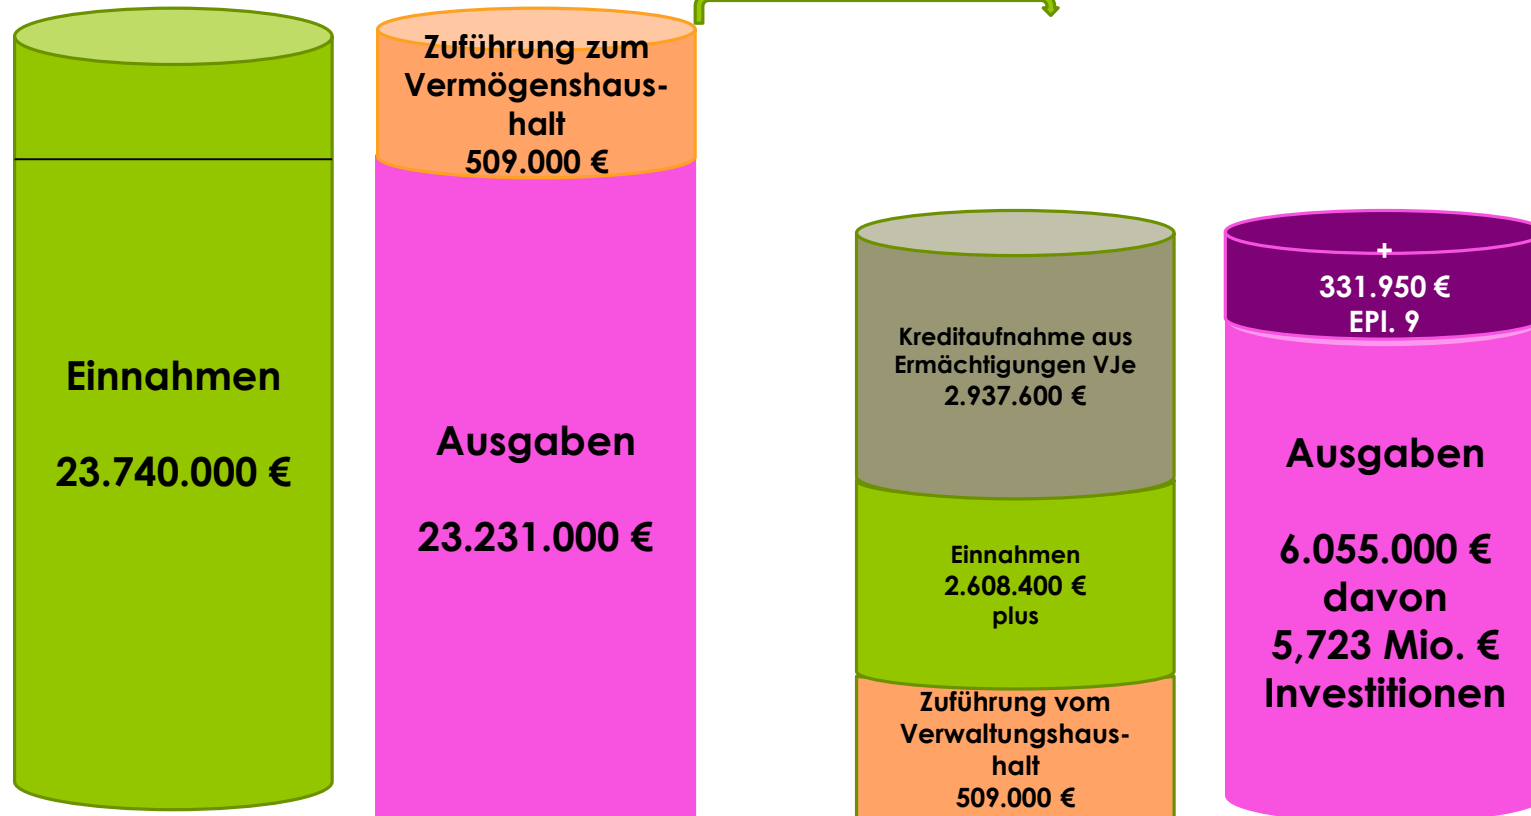 Einnahmen
23.740.000 €
Zuführung zum
Vermögenshaus-
halt
509.000 €
Ausgaben
23.231.000 €
Kreditaufnahme aus
Ermächtigungen VJe
2.937.600 €
Einnahmen
2.608.400 €
plus
Zuführung vom
Verwaltungshaus-
halt
509.000 €
+
331.950 €
EPl. 9
Ausgaben
6.055.000 €
davon
5,723 Mio. €
Investitionen